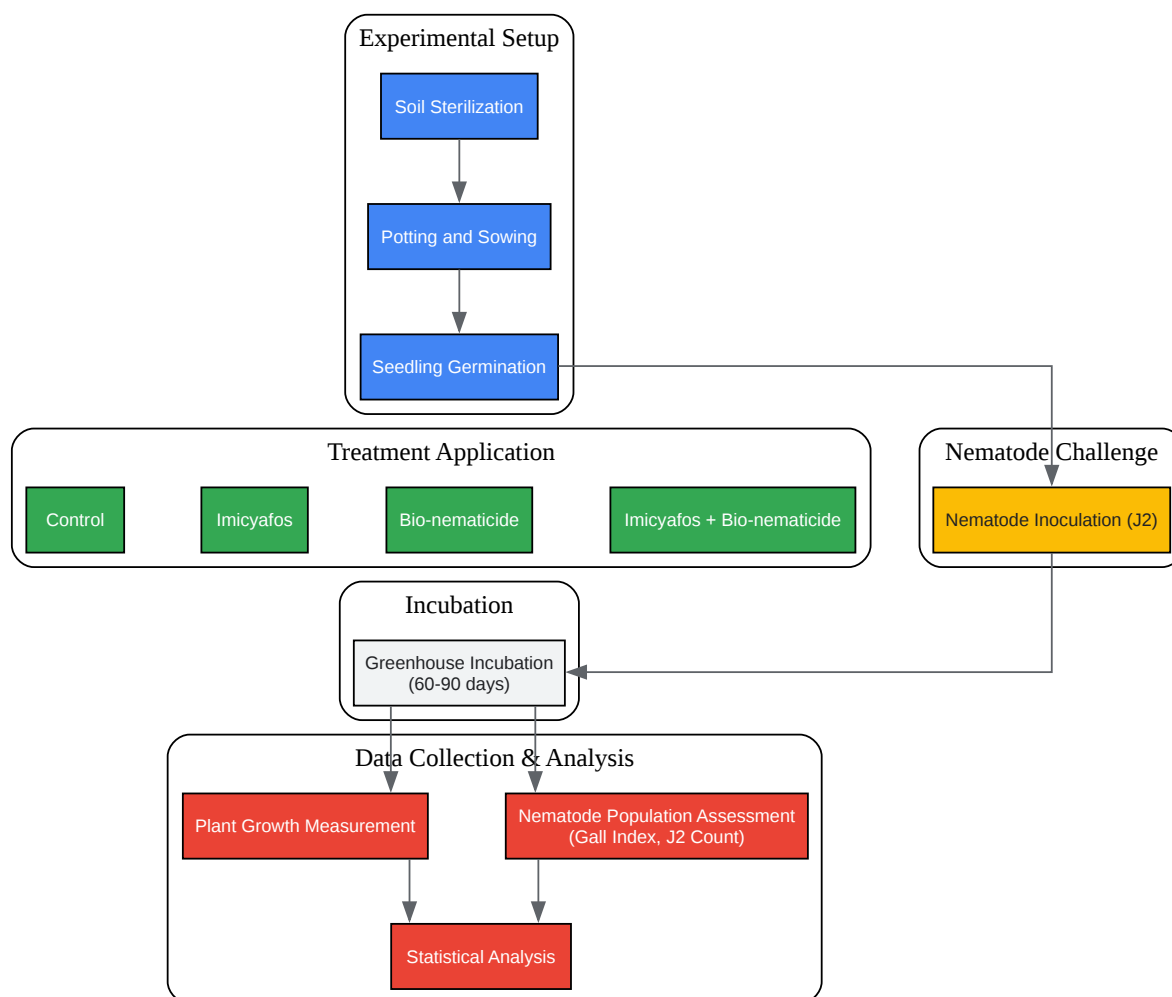 Experimental Setup
Soil Sterilization
Potting and Sowing
Seedling Germination
Treatment Application
Control
Imicyafos
Bio-nematicide
Imicyafos + Bio-nematicide
Nematode Challenge
Nematode Inoculation (J2)
Incubation
Greenhouse Incubation
(60-90 days)
Data Collection & Analysis
Plant Growth Measurement
Nematode Population Assessment
(Gall Index, J2 Count)
Statistical Analysis